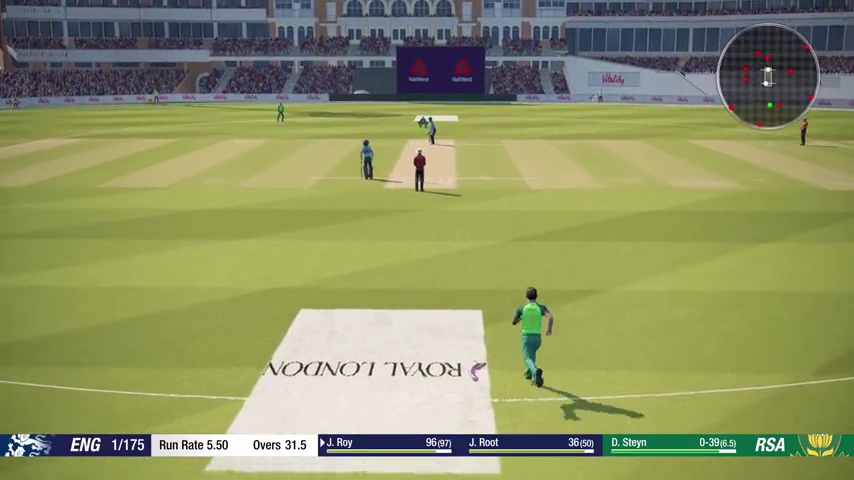 NatWest NatWest
Vitality
ROYAL LONDON
ENG 1/175 Run Rate 5.50 Overs 31.5 J. Roy 96(97) J. Root 36(50) D. Steyn 0-39(6.5) RSA